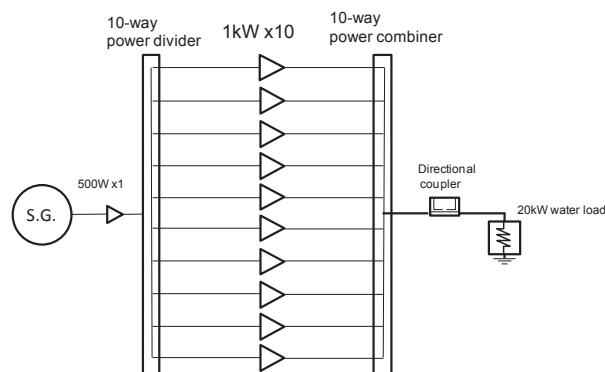 10-way
power divider
1kW x10
10-way
power combiner
500W x1
S.G.
Directional
coupler
20kW water load